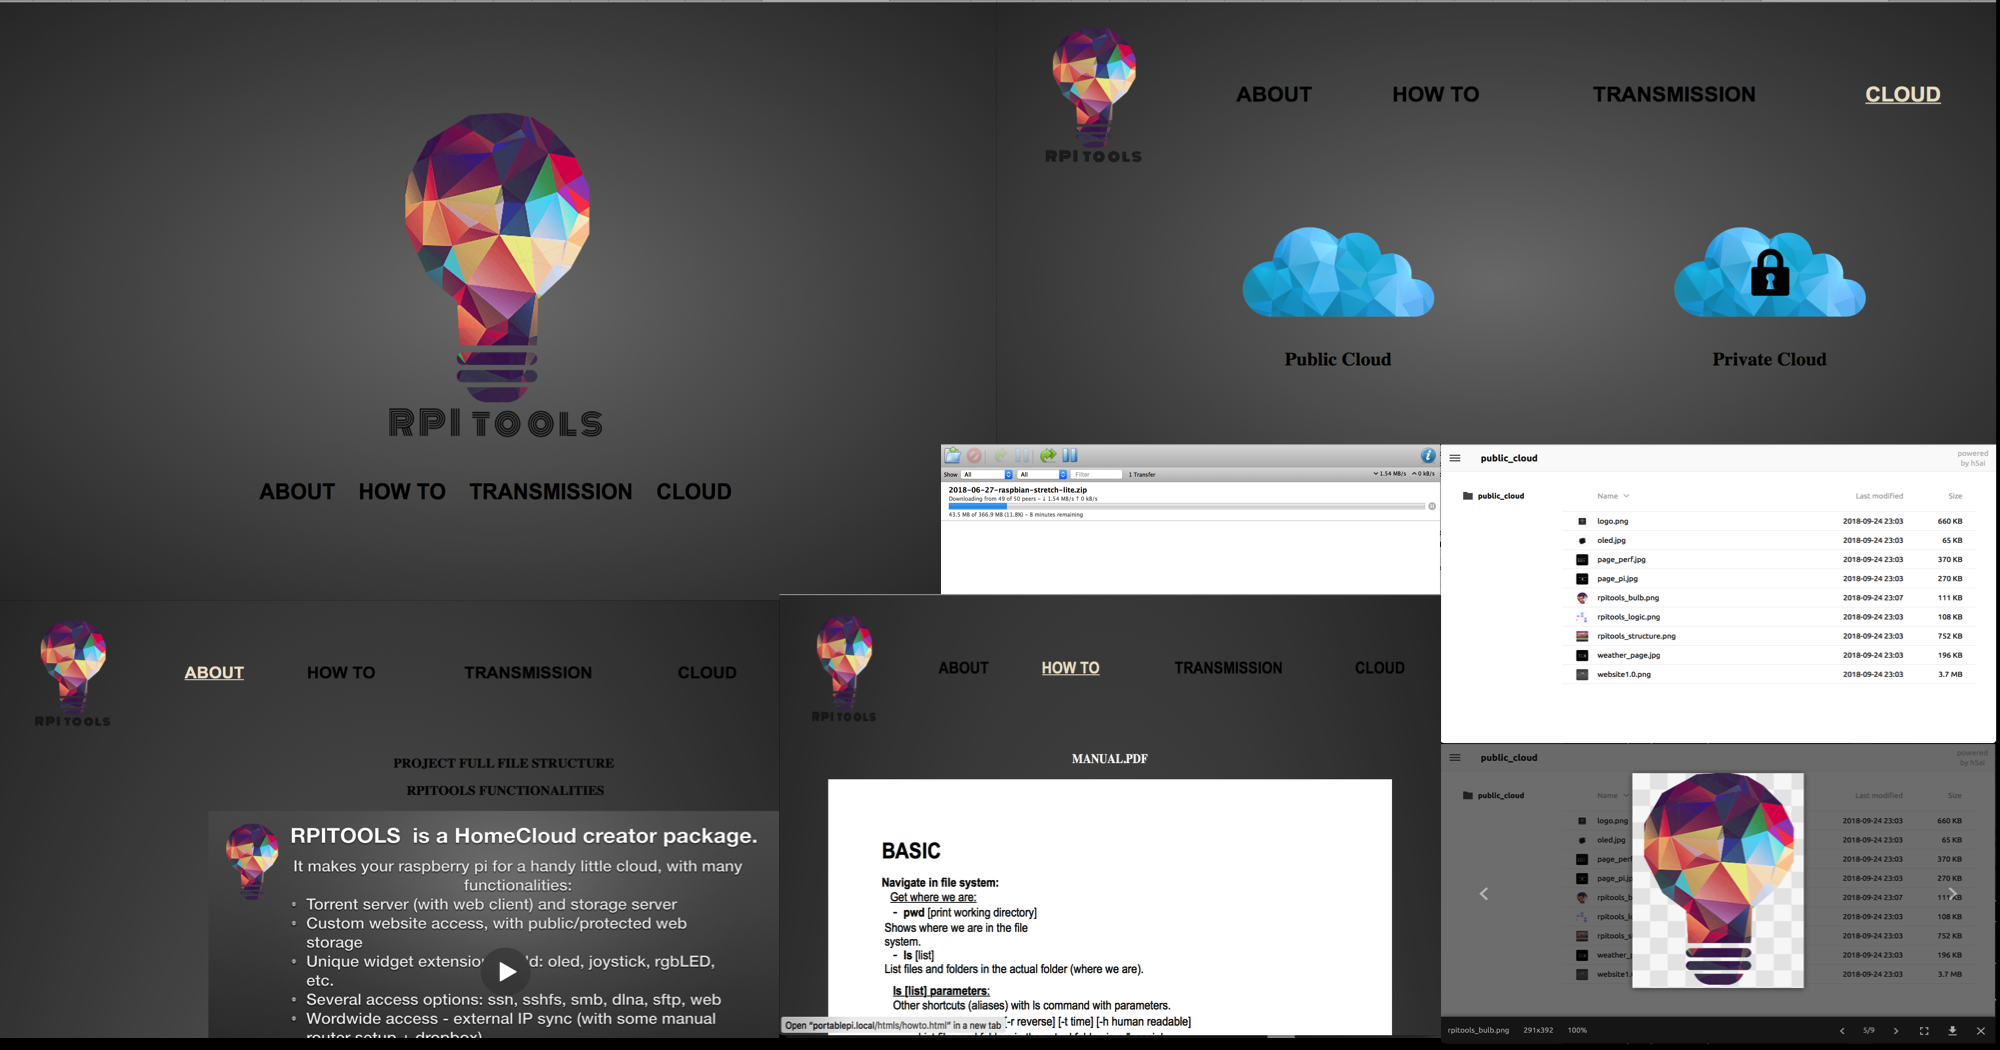 RPI TOOLS
ABOUT HOW TO TRANSMISSION CLOUD
RPI TOOLS
ABOUT HOW TO TRANSMISSION CLOUD
Public Cloud Private Cloud
Show All All Filter 1 Transfer 1.54 MB/s 0 kB/s
2018-06-27-raspbian-stretch-lite.zip
Downloading from 49 of 50 peers - ↓ 1.54 MB/s ↑ 0 kB/s
43.5 MB of 366.9 MB (11.8%) - 8 minutes remaining
public_cloud
powered
by h5ai
public_cloud
Name Last modified Size
logo.png 2018-09-24 23:03 660 KB
oled.jpg 2018-09-24 23:03 65 KB
page_perf.jpg 2018-09-24 23:03 370 KB
page_pi.jpg 2018-09-24 23:03 270 KB
rpitools_bulb.png 2018-09-24 23:07 111 KB
rpitools_logic.png 2018-09-24 23:03 108 KB
rpitools_structure.png 2018-09-24 23:03 752 KB
weather_page.jpg 2018-09-24 23:03 196 KB
website1.0.png 2018-09-24 23:03 3.7 MB
RPI TOOLS
ABOUT HOW TO TRANSMISSION CLOUD
PROJECT FULL FILE STRUCTURE
RPITOOLS FUNCTIONALITIES
RPITOOLS is a HomeCloud creator package.
It makes your raspberry pi for a handy little cloud, with many
functionalities:
• Torrent server (with web client) and storage server
• Custom website access, with public/protected web
storage
• Unique widget extension d: oled, joystick, rgbLED,
etc.
• Several access options: ssn, sshfs, smb, dlna, sftp, web
• Wordwide access - external IP sync (with some manual
router setup + dropbox)
RPI TOOLS
ABOUT HOW TO TRANSMISSION CLOUD
MANUAL.PDF
BASIC
Navigate in file system:
Get where we are:
- pwd [print working directory]
Shows where we are in the file
system.
- ls [list]
List files and folders in the actual folder (where we are).
ls [list] parameters:
Other shortcuts (aliases) with ls command with parameters.
[-r reverse] [-t time] [-h human readable]
Open "portablepi.local/htmls/howto.html" in a new tab
public_cloud
powered
by h5ai
public_cloud
Name Last modified Size
logo.png 2018-09-24 23:03 660 KB
oled.jpg 2018-09-24 23:03 65 KB
page_perf 2018-09-24 23:03 370 KB
page_pi.jp 2018-09-24 23:03 270 KB
rpitools_b 2018-09-24 23:07 111 KB
rpitools_l 2018-09-24 23:03 108 KB
rpitools_s 2018-09-24 23:03 752 KB
weather_ 2018-09-24 23:03 196 KB
website1. 2018-09-24 23:03 3.7 MB
rpitools_bulb.png 291x392 100% 5/9